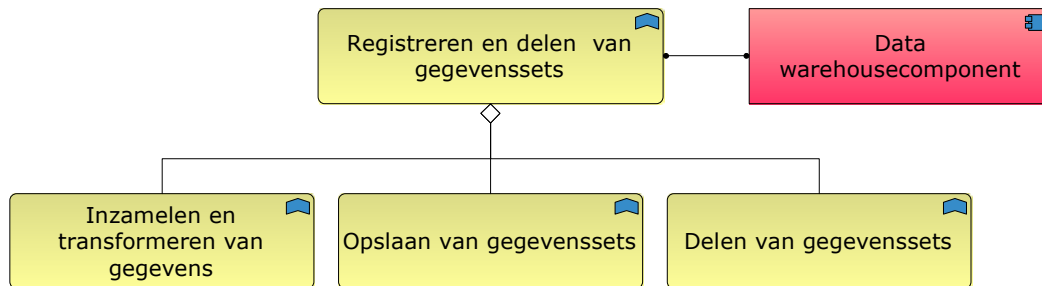 Registreren en delen van
gegevenssets
Data
warehousecomponent
Inzamelen en
transformeren van
gegevens
Opslaan van gegevenssets
Delen van gegevenssets